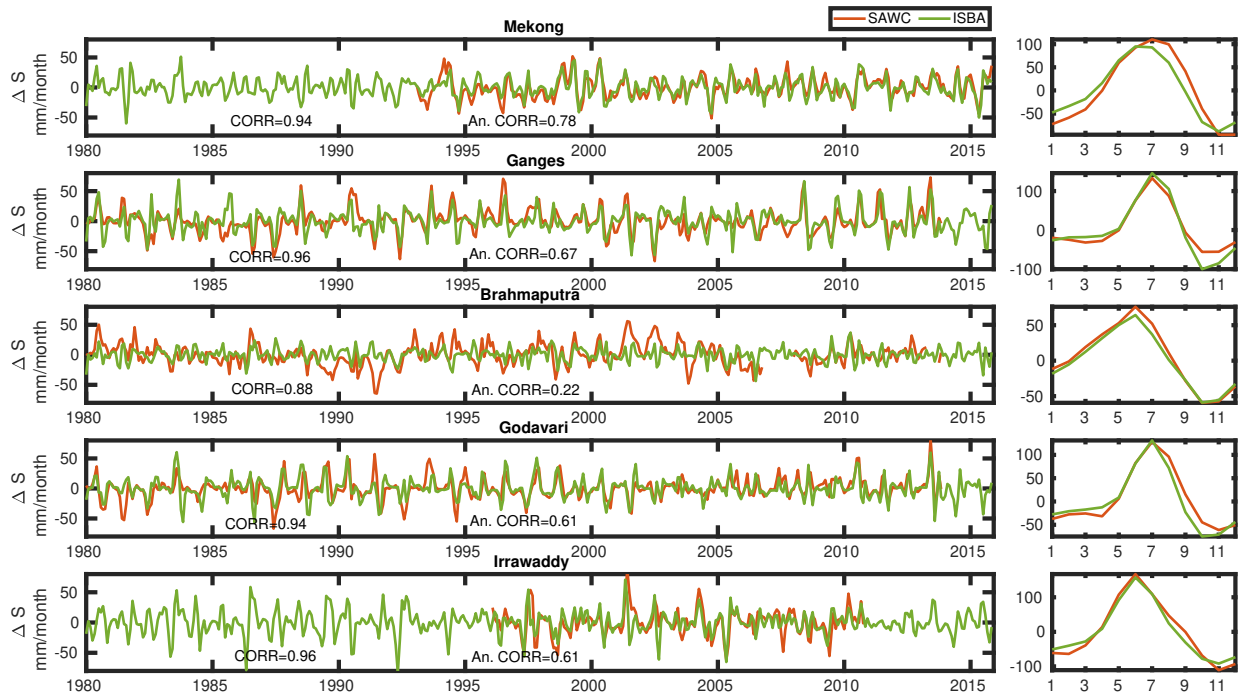 SAWC ISBA
Mekong
Δ S
mm/month
50
0
-50
CORR=0.94 An. CORR=0.78
1980 1985 1990 1995 2000 2005 2010 2015
100
50
0
-50
1 3 5 7 9 11
Ganges
Δ S
mm/month
50
0
-50
CORR=0.96 An. CORR=0.67
1980 1985 1990 1995 2000 2005 2010 2015
100
0
-100
1 3 5 7 9 11
Brahmaputra
Δ S
mm/month
50
0
-50
CORR=0.88 An. CORR=0.22
1980 1985 1990 1995 2000 2005 2010 2015
50
0
-50
1 3 5 7 9 11
Godavari
Δ S
mm/month
50
0
-50
CORR=0.94 An. CORR=0.61
1980 1985 1990 1995 2000 2005 2010 2015
100
50
0
-50
1 3 5 7 9 11
Irrawaddy
Δ S
mm/month
50
0
-50
CORR=0.96 An. CORR=0.61
1980 1985 1990 1995 2000 2005 2010 2015
100
0
-100
1 3 5 7 9 11